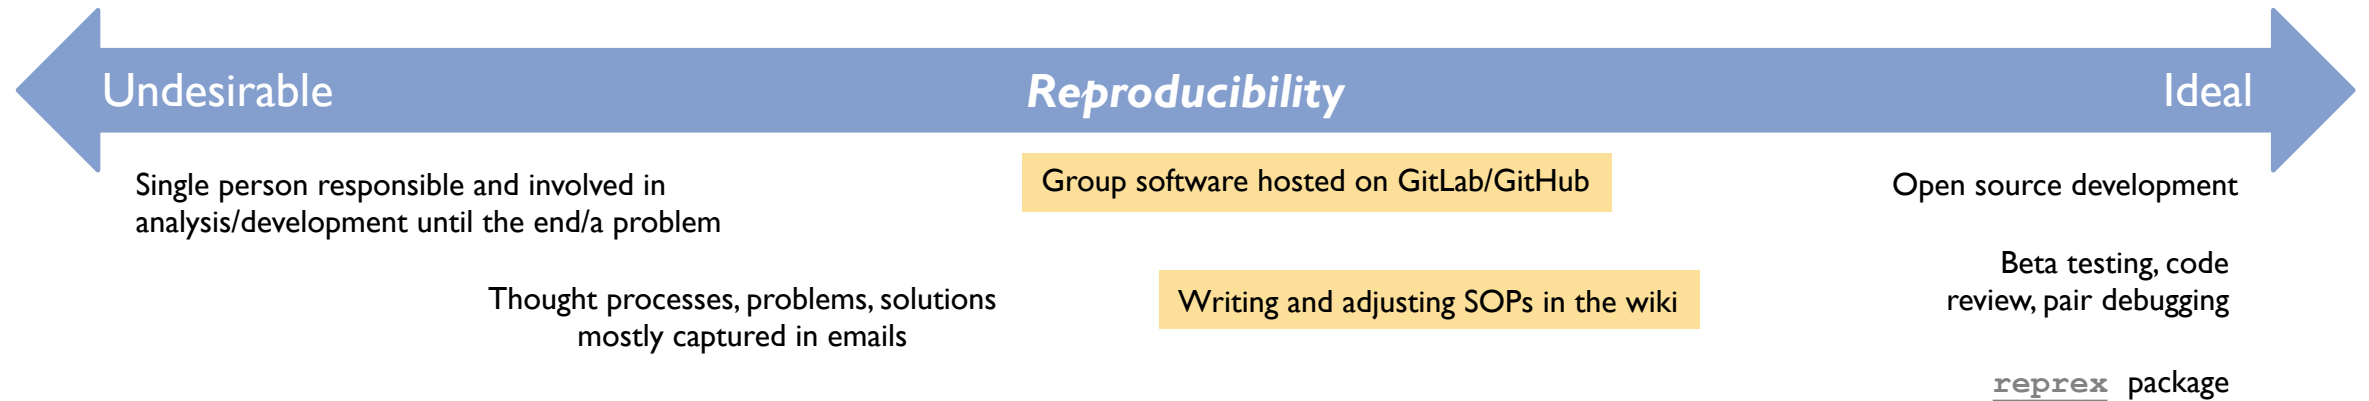 Undesirable
Reproducibility
Ideal
Single person responsible and involved in
analysis/development until the end/a problem
Group software hosted on GitLab/GitHub
Open source development
Thought processes, problems, solutions
mostly captured in emails
Writing and adjusting SOPs in the wiki
Beta testing, code
review, pair debugging
reprex package